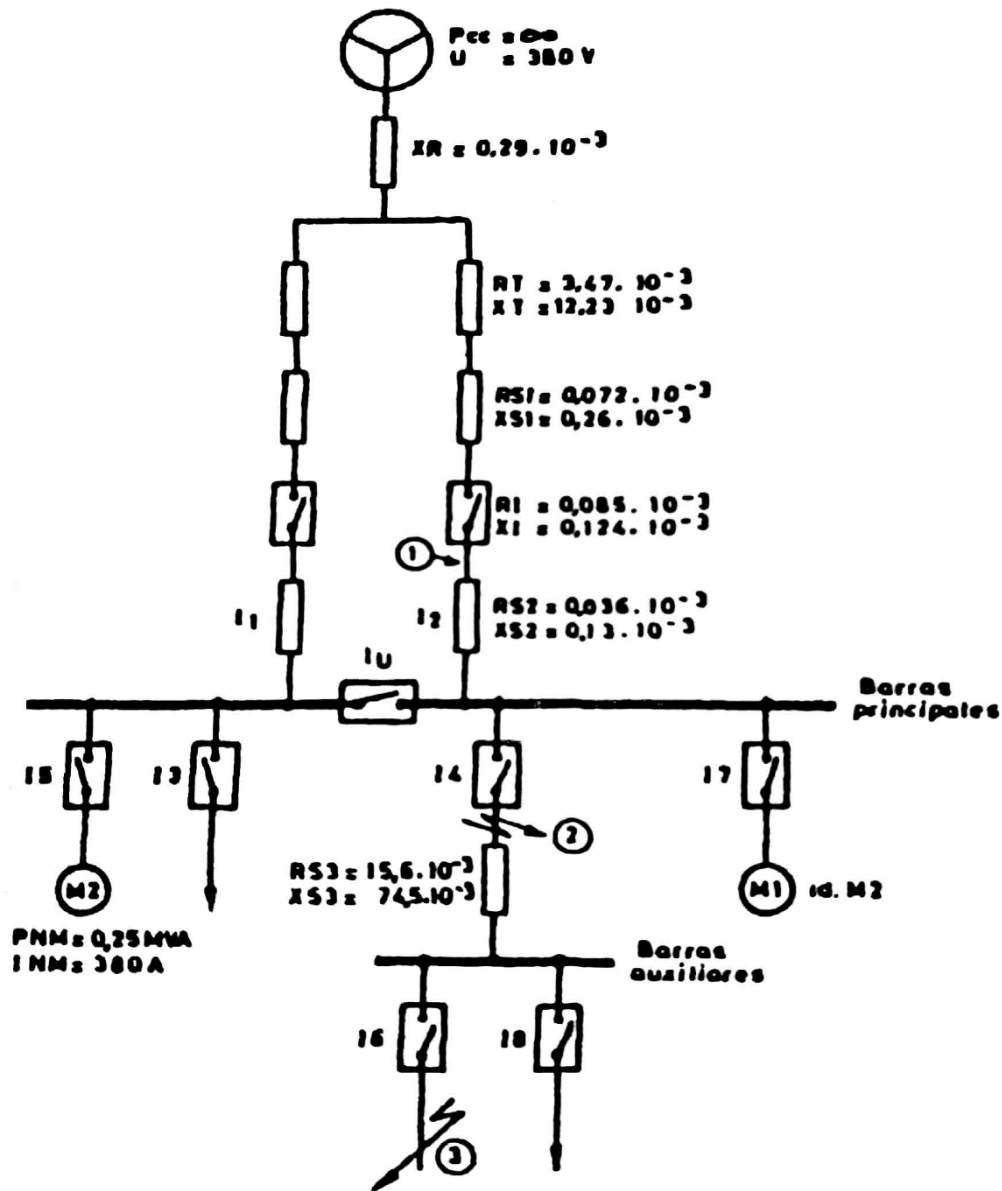 Pcc = ∞
U = 380 V
XR = 0,29. 10⁻³
RT = 3,47. 10⁻³
XT = 12,23 10⁻³
RS1 = 0,072. 10⁻³
XS1 = 0,26. 10⁻³
RI = 0,085. 10⁻³
XI = 0,124. 10⁻³
1
I1
I2
RS2 = 0,036. 10⁻³
XS2 = 0,13. 10⁻³
IU
Barras
principales
I5
I3
I4
I7
2
RS3 = 15,6. 10⁻³
XS3 = 74,5. 10⁻³
M2
M1
id. M2
PNM = 0,25 MVA
INM = 380 A
Barras
auxiliares
I6
I8
3